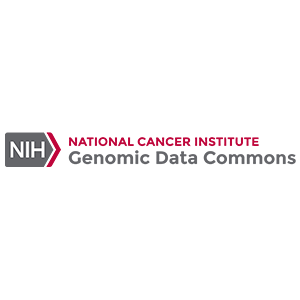 NIH
NATIONAL CANCER INSTITUTE
Genomic Data Commons